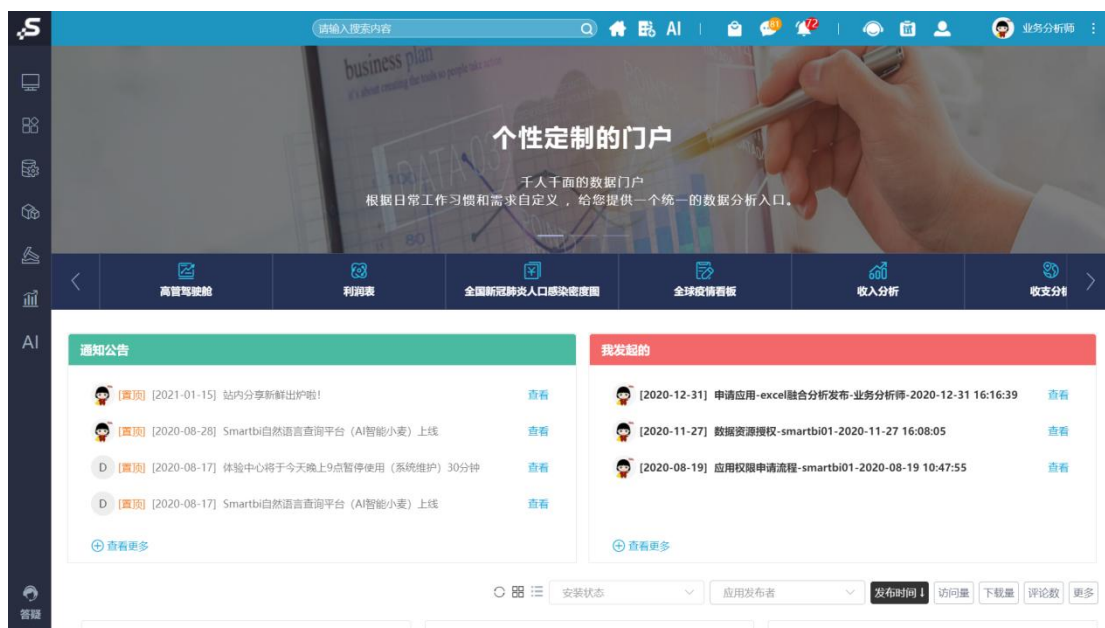 请输入搜索内容
AI
81
22
业务分析师
business plan
个性定制的门户
千人千面的数据门户
根据日常工作习惯和需求自定义，给您提供一个统一的数据分析入口。
100
80
高管驾驶舱
利润表
全国新冠肺炎人口感染密度图
全球疫情看板
收入分析
收支分析
AI
通知公告
[置顶] [2021-01-15] 站内分享新鲜出炉啦！ 查看
[置顶] [2020-08-28] Smartbi自然语言查询平台（AI智能小麦）上线 查看
D [置顶] [2020-08-17] 体验中心将于今天晚上9点暂停使用（系统维护）30分钟 查看
D [置顶] [2020-08-17] Smartbi自然语言查询平台（AI智能小麦）上线 查看
查看更多
我发起的
[2020-12-31] 申请应用-excel融合分析发布-业务分析师-2020-12-31 16:16:39 查看
[2020-11-27] 数据资源授权-smartbi01-2020-11-27 16:08:05 查看
[2020-08-19] 应用权限申请流程-smartbi01-2020-08-19 10:47:55 查看
查看更多
安装状态
应用发布者
发布时间
访问量
下载量
评论数
更多
答疑